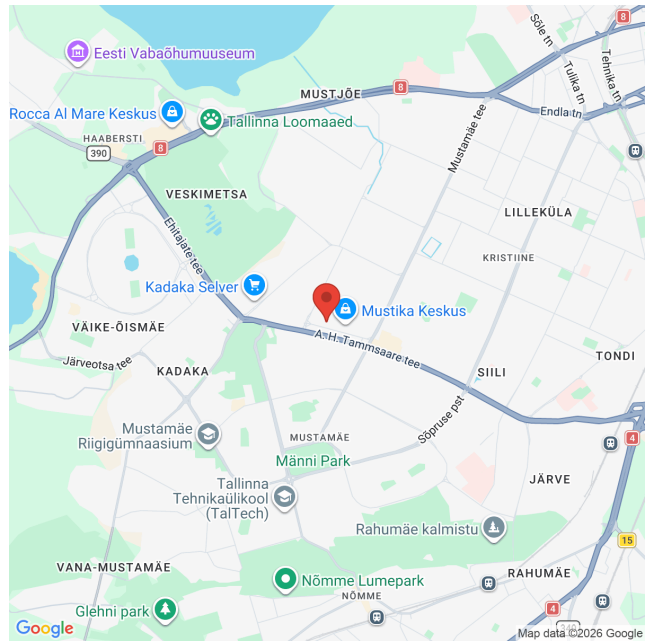 Sõle tn
Tulika tn
Tehnika tn
Eesti Vabaõhumuuseum
8
MUSTJÕE
Rocca Al Mare Keskus
Tallinna Loomaaed
Endla tn
HAABERSTI
390
8
Mustamäe tee
VESKIMETSA
LILLEKÜLA
Ehitajate tee
KRISTIINE
Kadaka Selver
Mustika Keskus
VÄIKE-ÕISMÄE
A. H. Tammsaare tee
Järveotsa tee
KADAKA
SIILI
TONDI
Mustamäe
Riigigümnaasium
MUSTAMÄE
Sõpruse pst
4
Männi Park
Tallinna
Tehnikaülikool
(TalTech)
JÄRVE
Rahumäe kalmistu
15
VANA-MUSTAMÄE
Nõmme Lumepark
RAHUMÄE
NÕMME
Glehni park
4
340
Google
Map data ©2026 Google